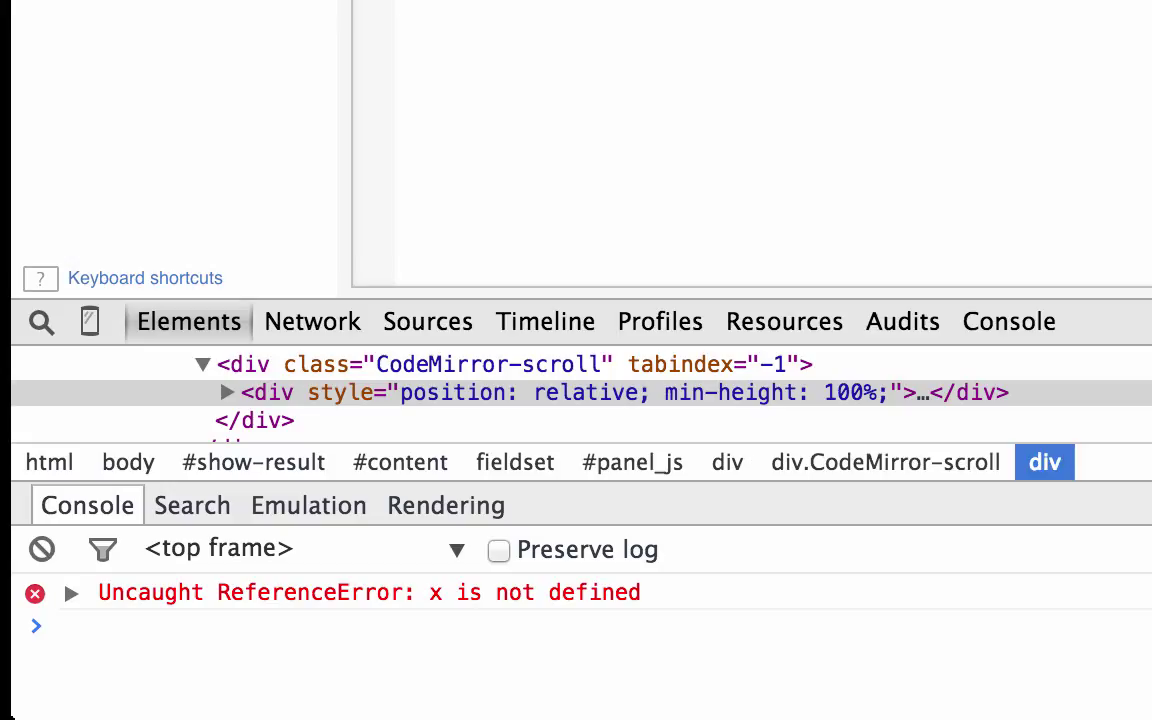 ? Keyboard shortcuts
Elements Network Sources Timeline Profiles Resources Audits Console
▼<div class="CodeMirror-scroll" tabindex="-1">
▶<div style="position: relative; min-height: 100%;">…</div>
</div>
html body #show-result #content fieldset #panel_js div div.CodeMirror-scroll div
Console Search Emulation Rendering
<top frame> ▼ Preserve log
▶ Uncaught ReferenceError: x is not defined
>